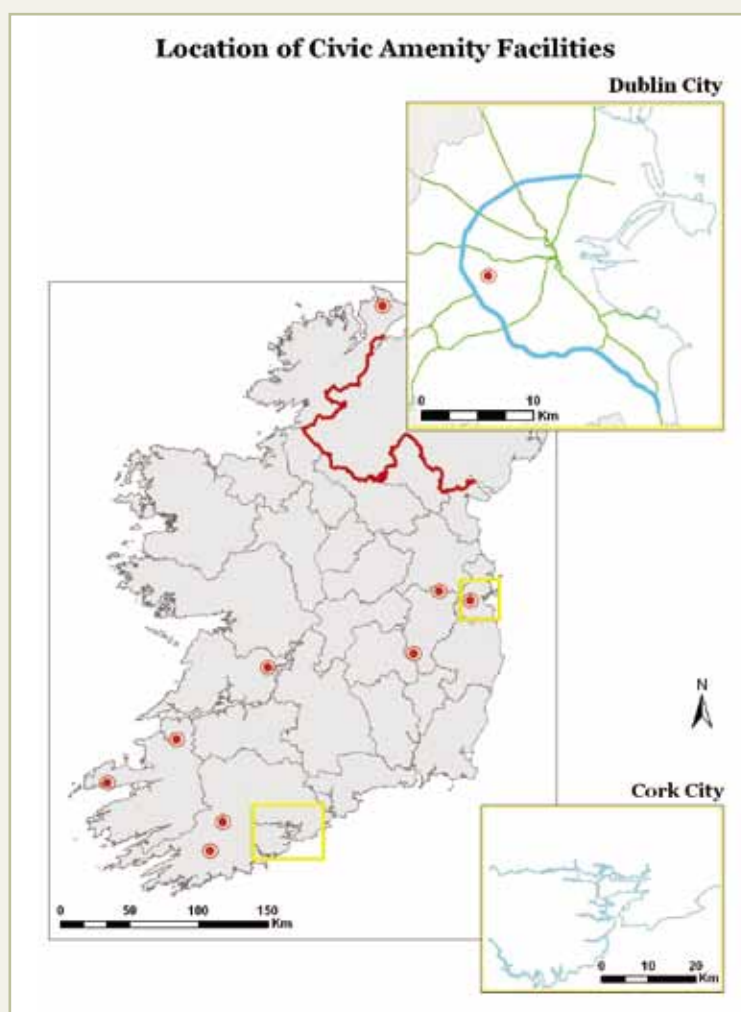 Location of Civic Amenity Facilities
Dublin City
0 10
Km
N
Cork City
0 50 100 150
Km
0 10 20
Km